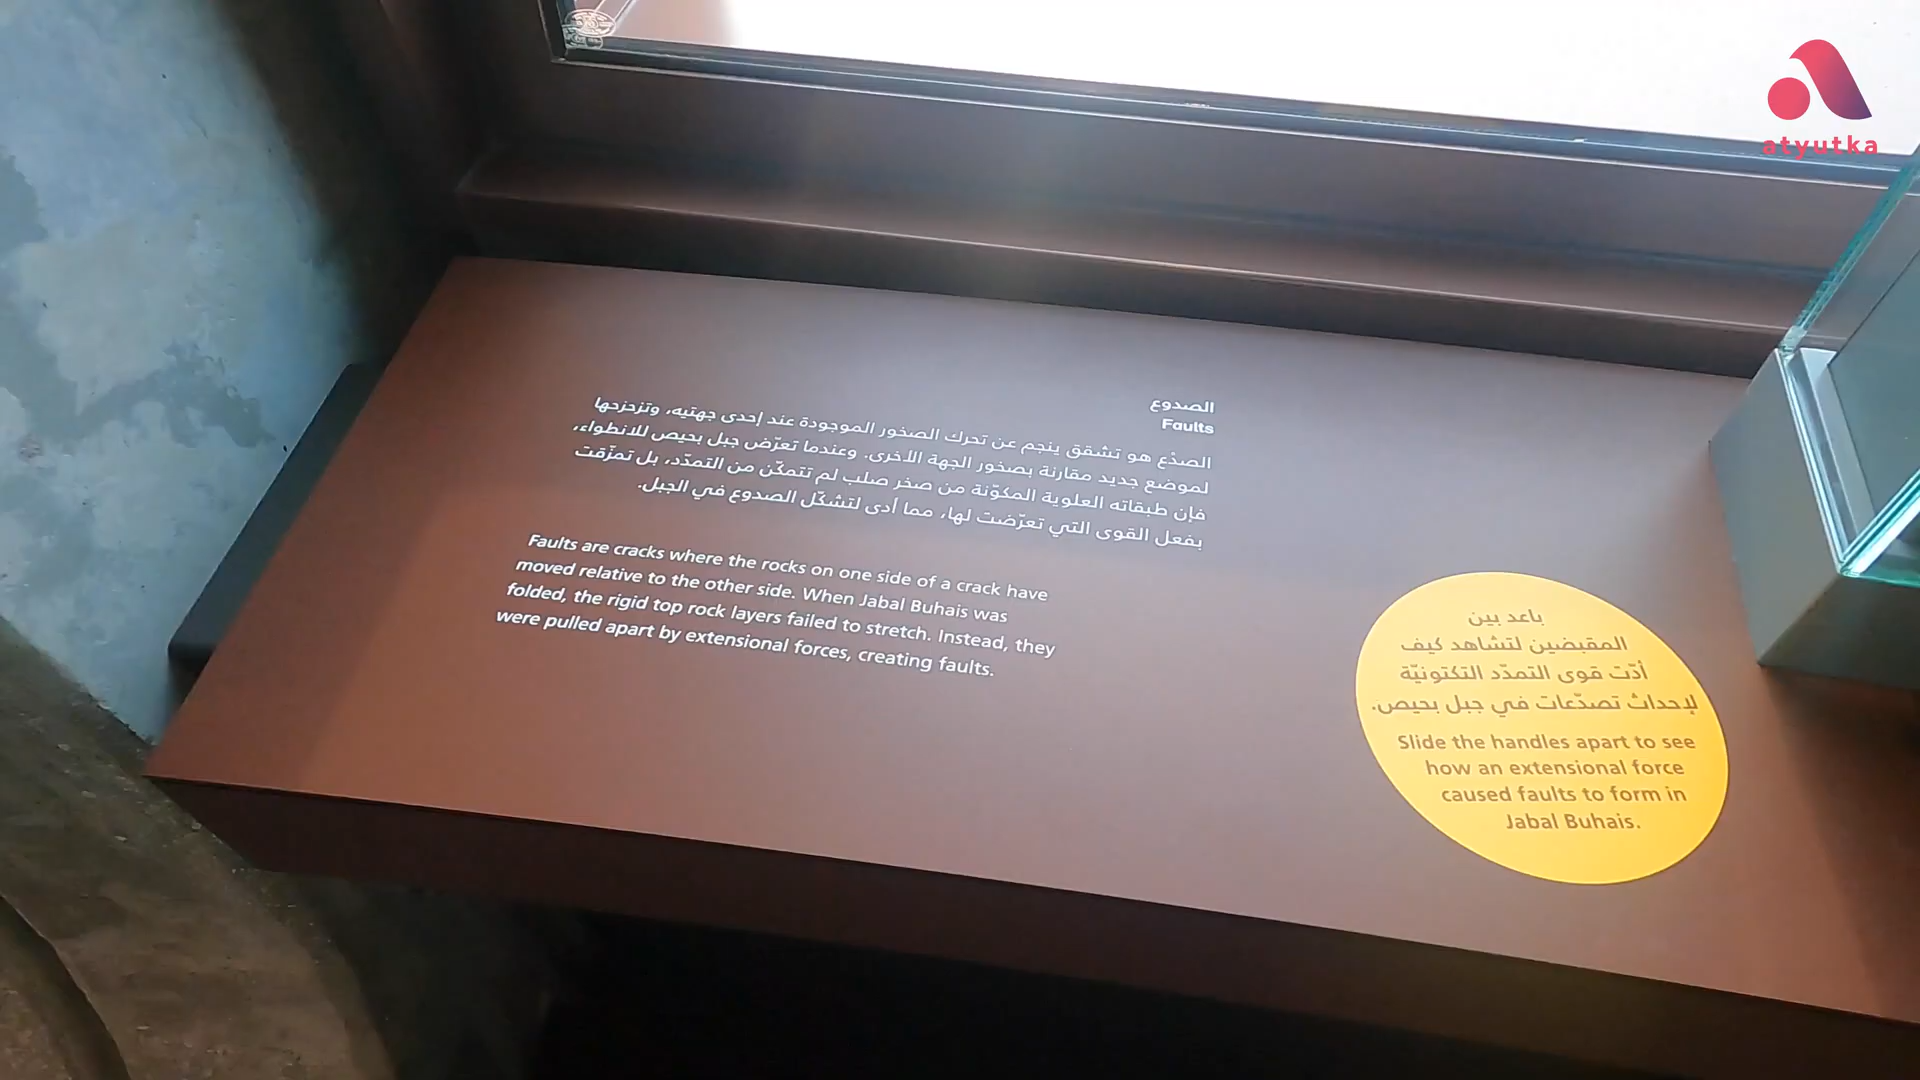 الصدوع
Faults
الصدْع هو تشقق ينجم عن تحرك الصخور الموجودة عند إحدى جهتيه، وتزحزحها
لموضع جديد مقارنة بصخور الجهة الأخرى. وعندما تعرّض جبل بحيص للانطواء،
فإن طبقاته العلوية المكوّنة من صخر صلب لم تتمكّن من التمدّد، بل تمزّقت
بفعل القوى التي تعرّضت لها، مما أدى لتشكّل الصدوع في الجبل.
Faults are cracks where the rocks on one side of a crack have
moved relative to the other side. When Jabal Buhais was
folded, the rigid top rock layers failed to stretch. Instead, they
were pulled apart by extensional forces, creating faults.
باعد بين
المقبضين لتشاهد كيف
أدّت قوى التمدّد التكتونيّة
لإحداث تصدّعات في جبل بحيص.
Slide the handles apart to see
how an extensional force
caused faults to form in
Jabal Buhais.
atyutka